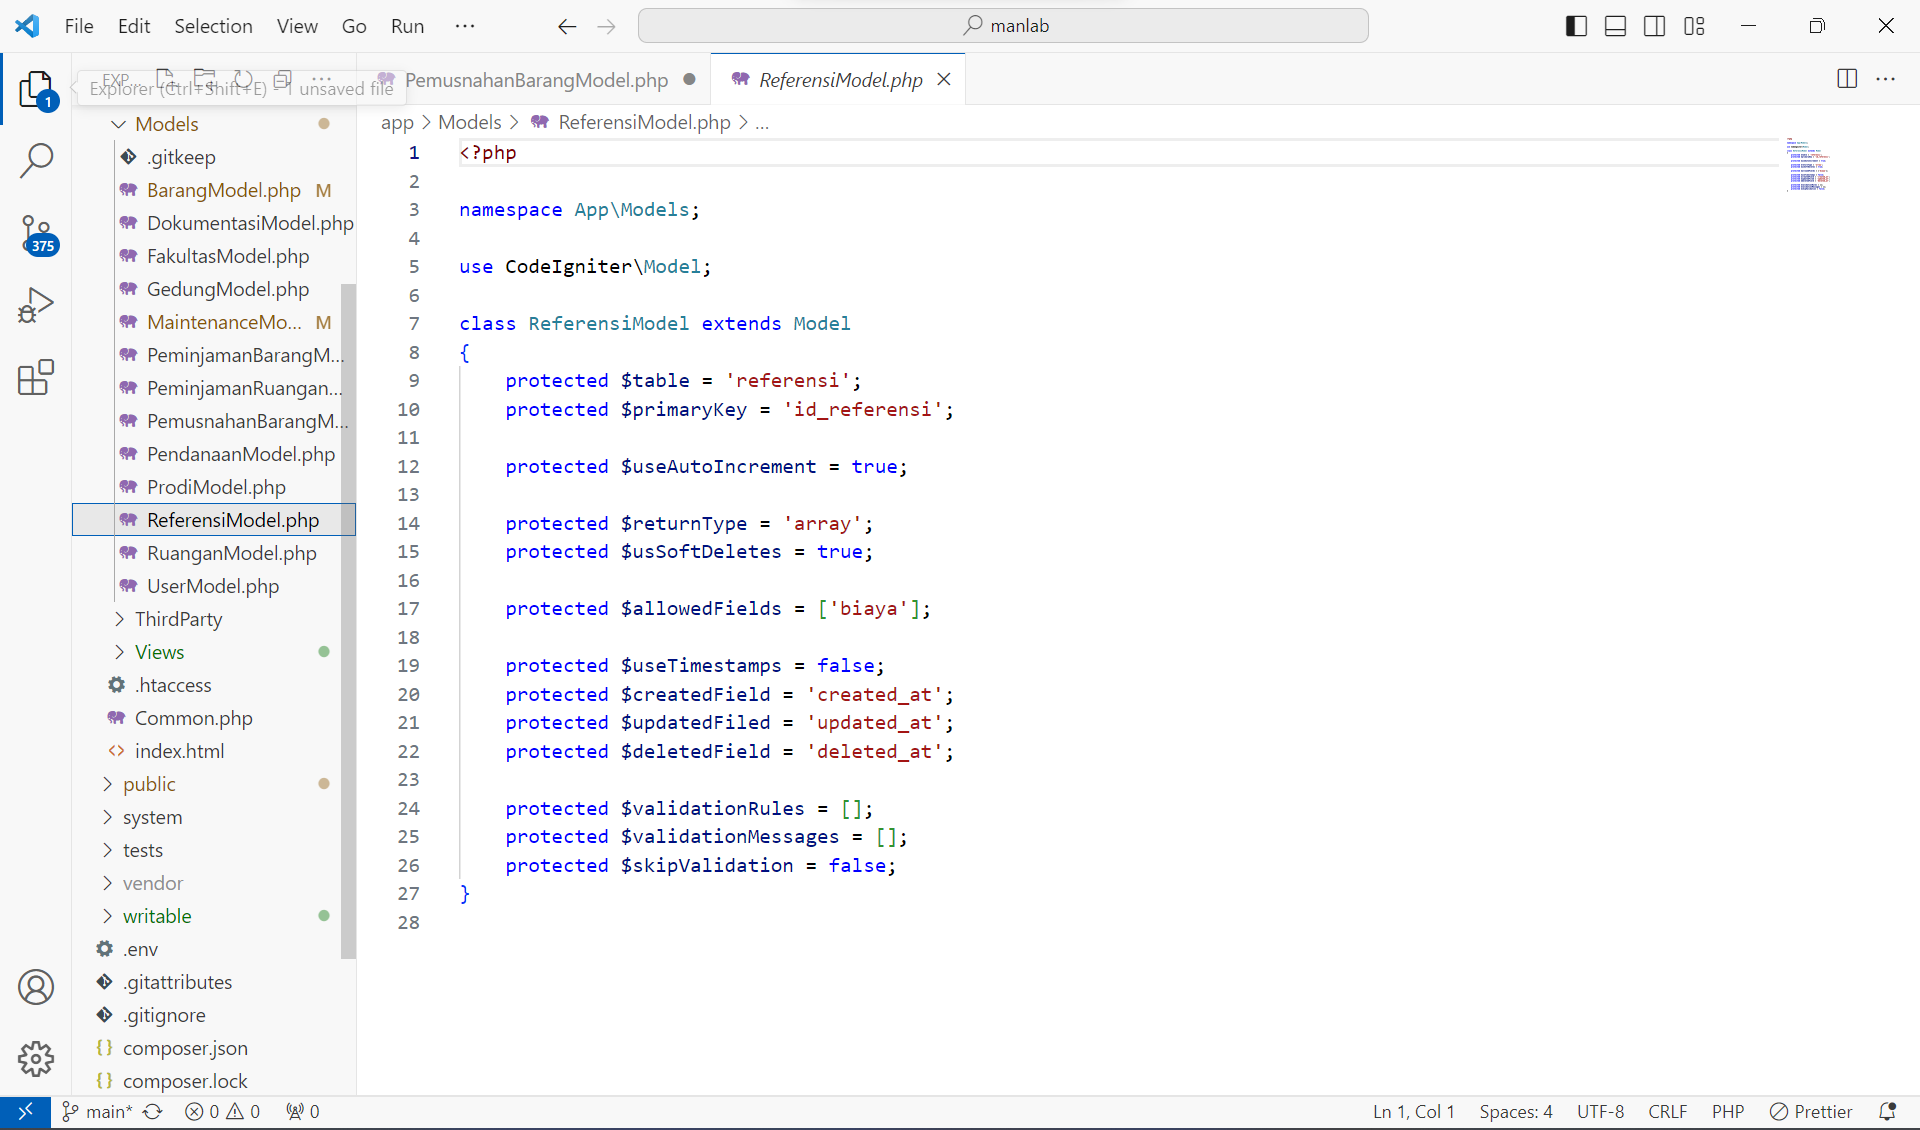 File Edit Selection View Go Run ··· manlab
EXP... PemusnahanBarangModel.php ReferensiModel.php
Explorer (Ctrl+Shift+E) - 1 unsaved file
1
375
Models
.gitkeep
BarangModel.php M
DokumentasiModel.php
FakultasModel.php
GedungModel.php
MaintenanceMo... M
PeminjamanBarangM...
PeminjamanRuangan...
PemusnahanBarangM...
PendanaanModel.php
ProdiModel.php
ReferensiModel.php
RuanganModel.php
UserModel.php
ThirdParty
Views
.htaccess
Common.php
index.html
public
system
tests
vendor
writable
.env
.gitattributes
.gitignore
composer.json
composer.lock
app > Models > ReferensiModel.php > ...
1 <?php
2
3 namespace App\Models;
4
5 use CodeIgniter\Model;
6
7 class ReferensiModel extends Model
8 {
9 protected $table = 'referensi';
10 protected $primaryKey = 'id_referensi';
11
12 protected $useAutoIncrement = true;
13
14 protected $returnType = 'array';
15 protected $usSoftDeletes = true;
16
17 protected $allowedFields = ['biaya'];
18
19 protected $useTimestamps = false;
20 protected $createdField = 'created_at';
21 protected $updatedFiled = 'updated_at';
22 protected $deletedField = 'deleted_at';
23
24 protected $validationRules = [];
25 protected $validationMessages = [];
26 protected $skipValidation = false;
27 }
28
main* 0 0 0 Ln 1, Col 1 Spaces: 4 UTF-8 CRLF PHP Prettier